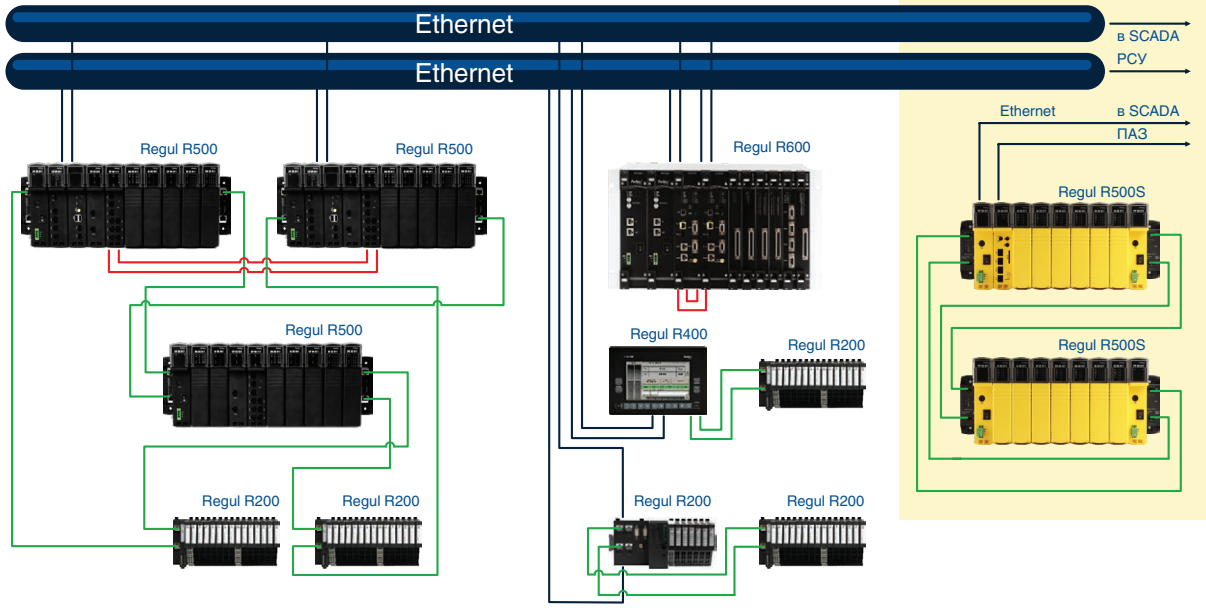 Ethernet
в SCADA
РСУ
Ethernet
Ethernet
в SCADA
ПАЗ
Regul R500
Regul R500
Regul R600
Regul R500S
Regul R500
Regul R400
Regul R200
Regul R500S
Regul R200
Regul R200
Regul R200
Regul R200